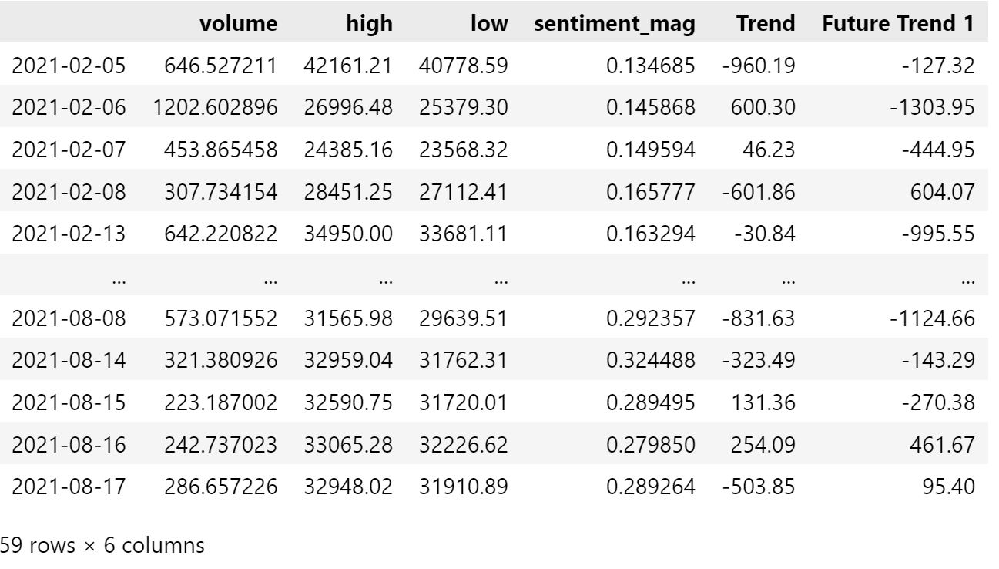 volume high low sentiment_mag Trend Future Trend 1
2021-02-05 646.527211 42161.21 40778.59 0.134685 -960.19 -127.32
2021-02-06 1202.602896 26996.48 25379.30 0.145868 600.30 -1303.95
2021-02-07 453.865458 24385.16 23568.32 0.149594 46.23 -444.95
2021-02-08 307.734154 28451.25 27112.41 0.165777 -601.86 604.07
2021-02-13 642.220822 34950.00 33681.11 0.163294 -30.84 -995.55
... ... ... ... ... ... ...
2021-08-08 573.071552 31565.98 29639.51 0.292357 -831.63 -1124.66
2021-08-14 321.380926 32959.04 31762.31 0.324488 -323.49 -143.29
2021-08-15 223.187002 32590.75 31720.01 0.289495 131.36 -270.38
2021-08-16 242.737023 33065.28 32226.62 0.279850 254.09 461.67
2021-08-17 286.657226 32948.02 31910.89 0.289264 -503.85 95.40
59 rows × 6 columns